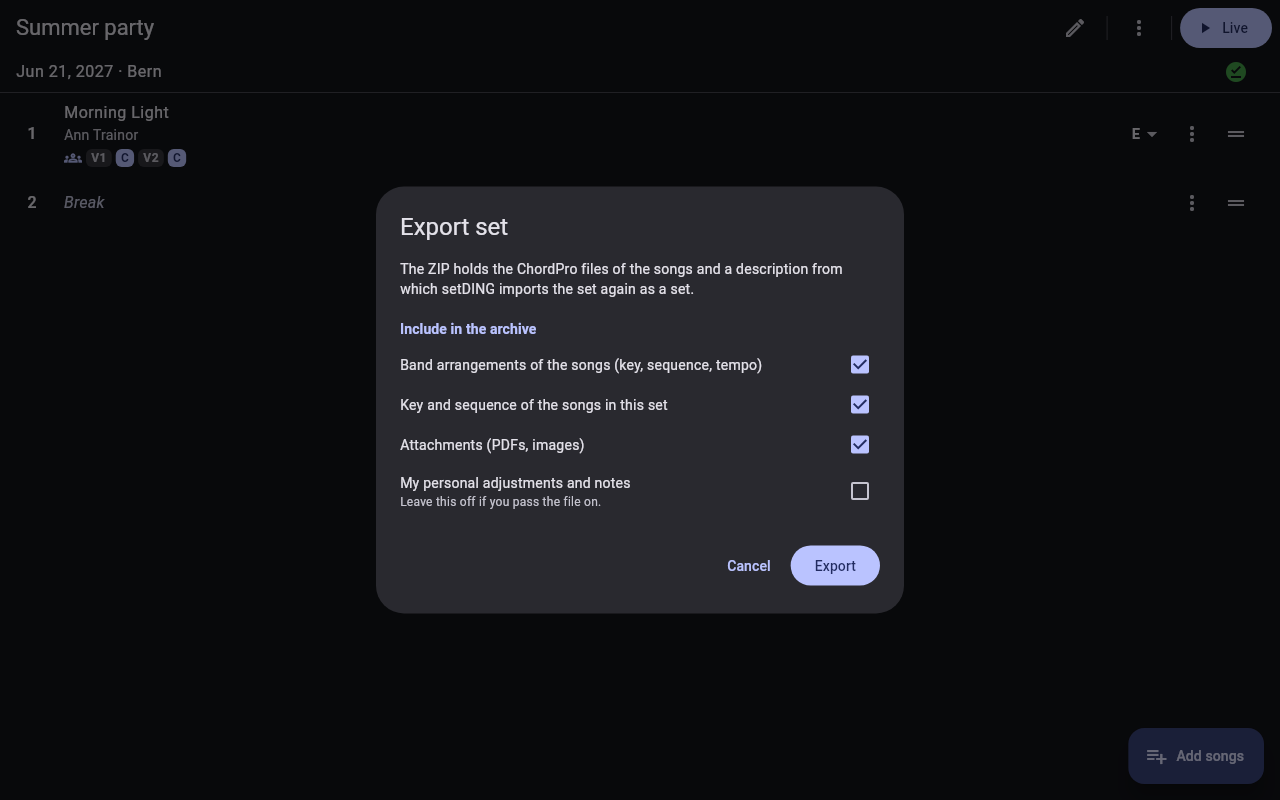 Summer party
Live
Jun 21, 2027 · Bern
1
Morning Light
Ann Trainor
V1 C V2 C
E
2
Break
Export set
The ZIP holds the ChordPro files of the songs and a description from
which setDING imports the set again as a set.
Include in the archive
Band arrangements of the songs (key, sequence, tempo)
Key and sequence of the songs in this set
Attachments (PDFs, images)
My personal adjustments and notes
Leave this off if you pass the file on.
Cancel
Export
Add songs